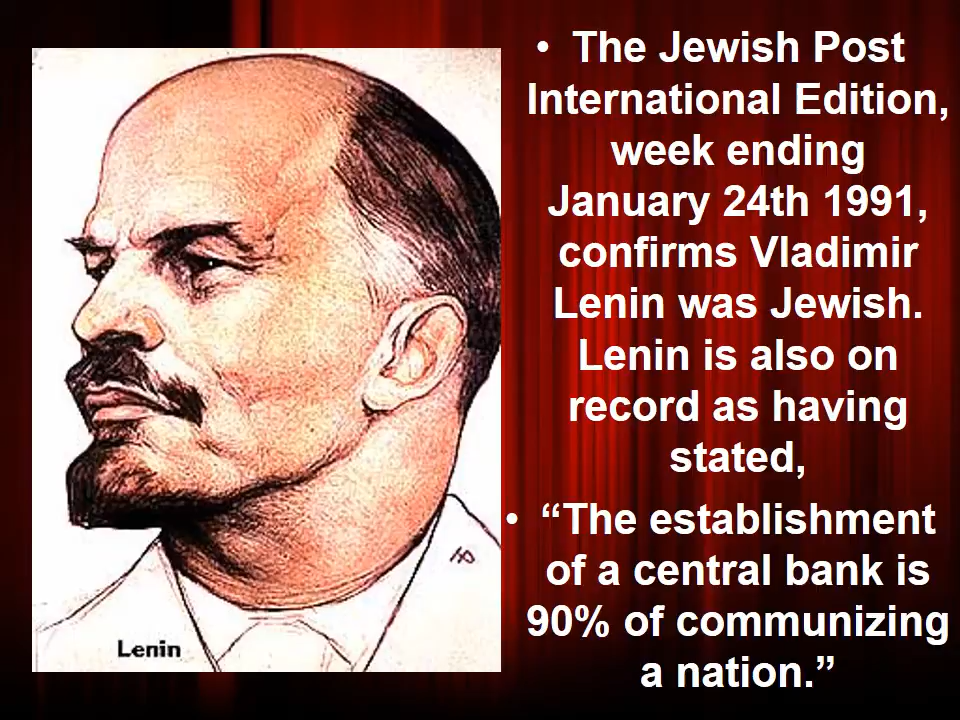 • The Jewish Post
International Edition,
week ending
January 24th 1991,
confirms Vladimir
Lenin was Jewish.
Lenin is also on
record as having
stated,
• “The establishment
of a central bank is
90% of communizing
a nation.”
Lenin